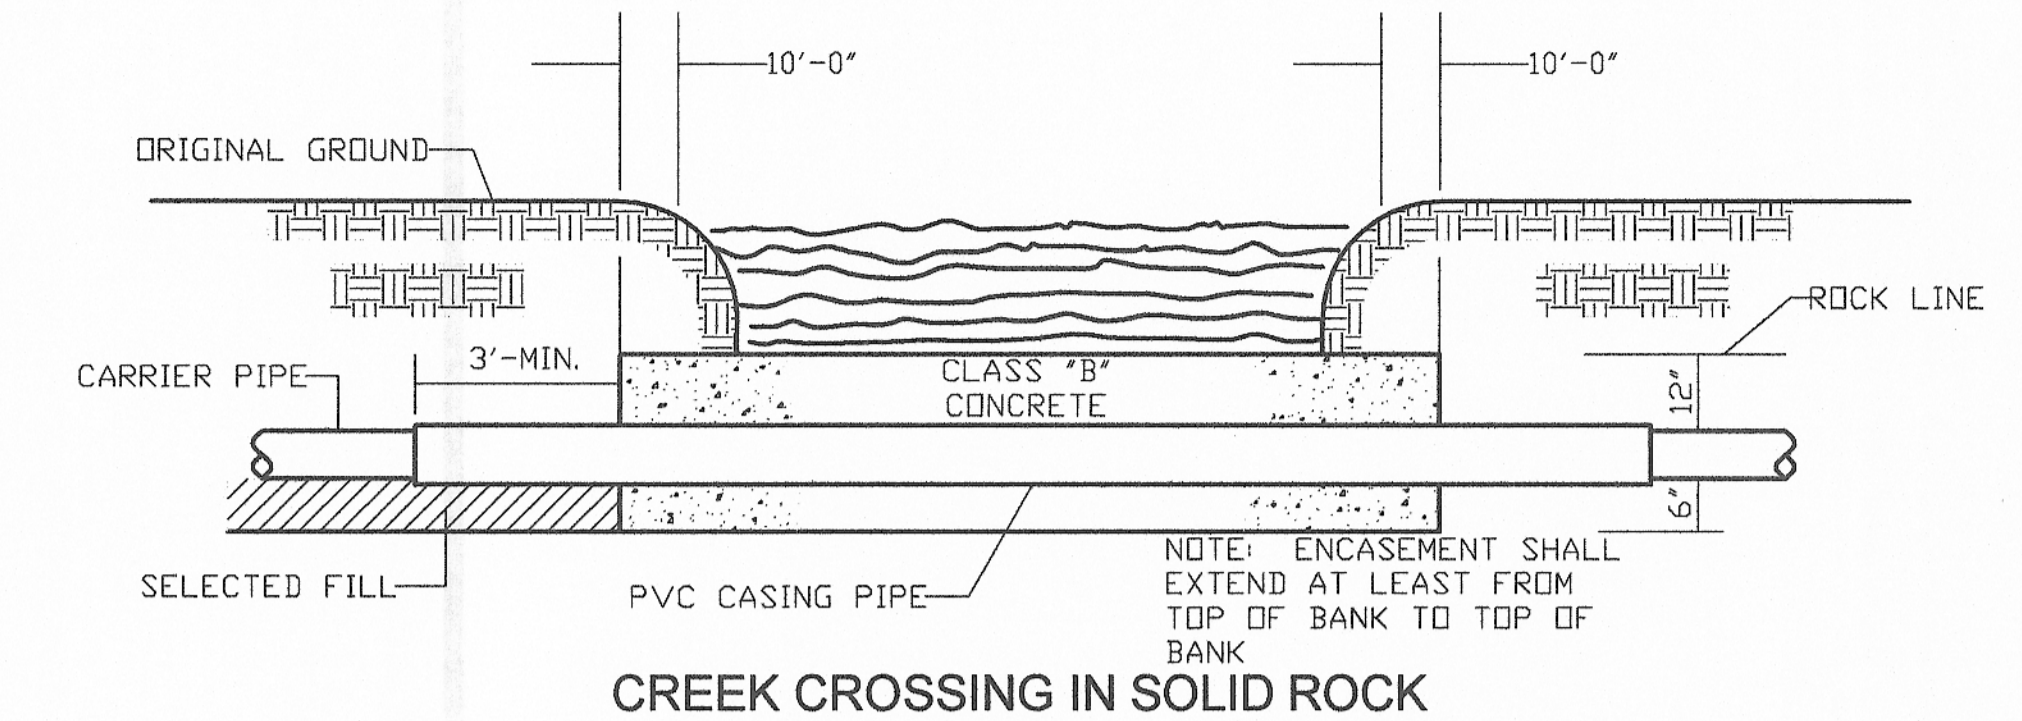 10'-0"
10'-0"
ORIGINAL GROUND
ROCK LINE
3'-MIN.
CARRIER PIPE
CLASS "B"
CONCRETE
12"
6"
SELECTED FILL
PVC CASING PIPE
NOTE: ENCASEMENT SHALL
EXTEND AT LEAST FROM
TOP OF BANK TO TOP OF
BANK
CREEK CROSSING IN SOLID ROCK